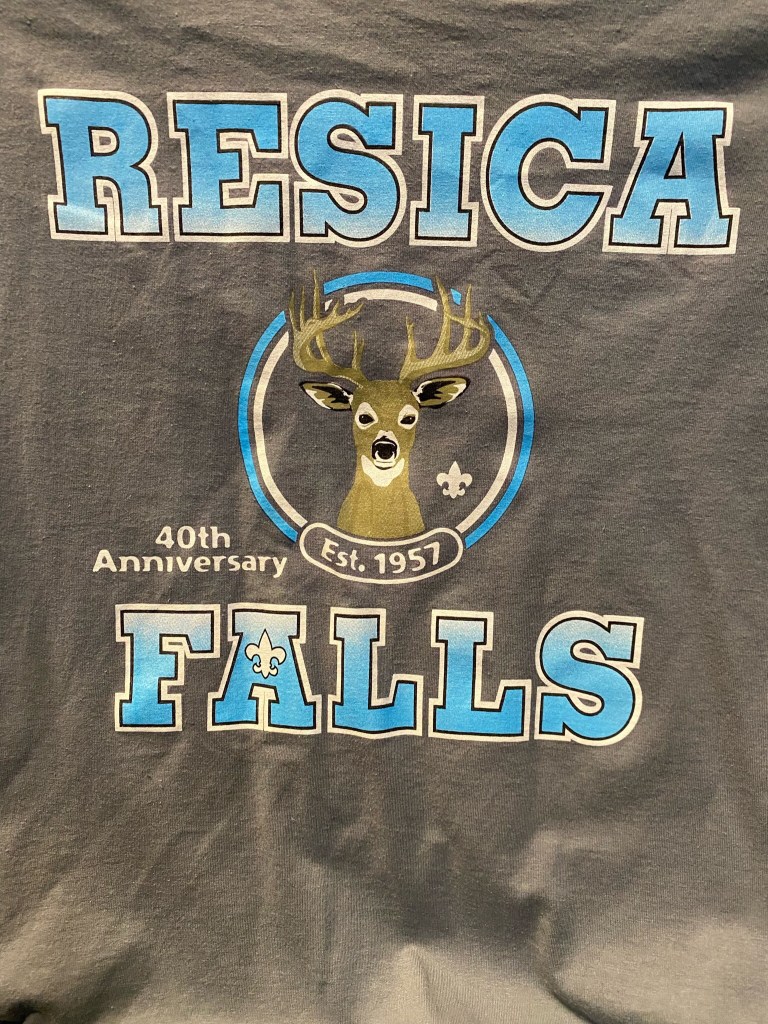 RESICA
40th
Anniversary
Est. 1957
FALLS